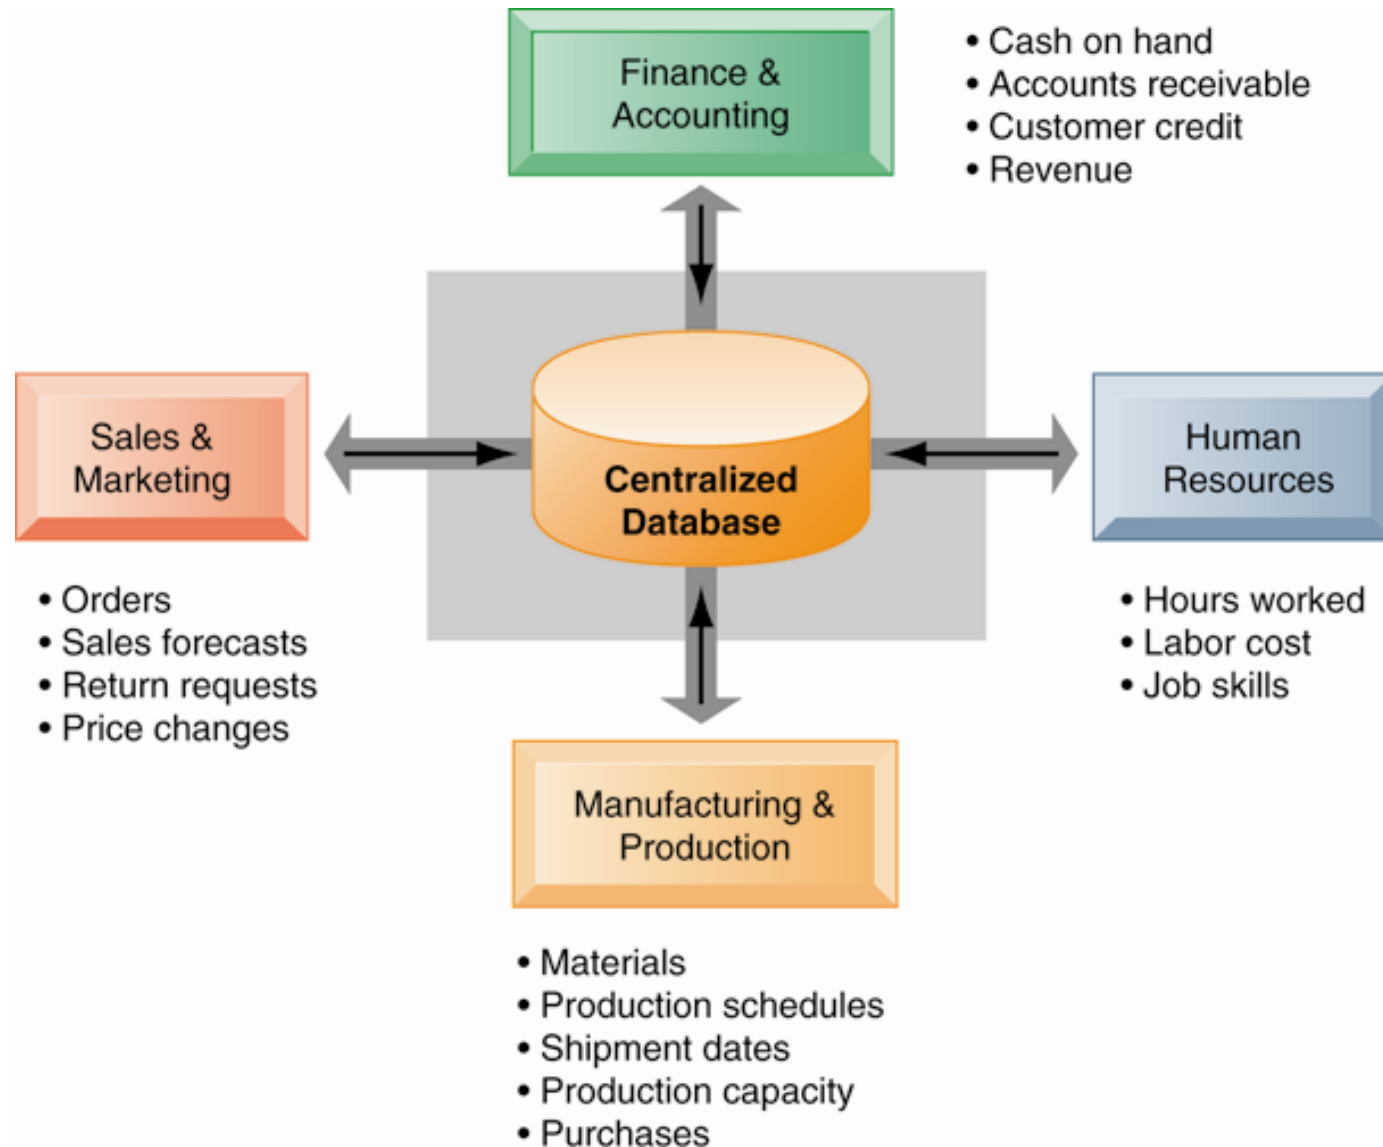 Finance &
Accounting
• Cash on hand
• Accounts receivable
• Customer credit
• Revenue
Sales &
Marketing
• Orders
• Sales forecasts
• Return requests
• Price changes
Centralized
Database
Human
Resources
• Hours worked
• Labor cost
• Job skills
Manufacturing &
Production
• Materials
• Production schedules
• Shipment dates
• Production capacity
• Purchases